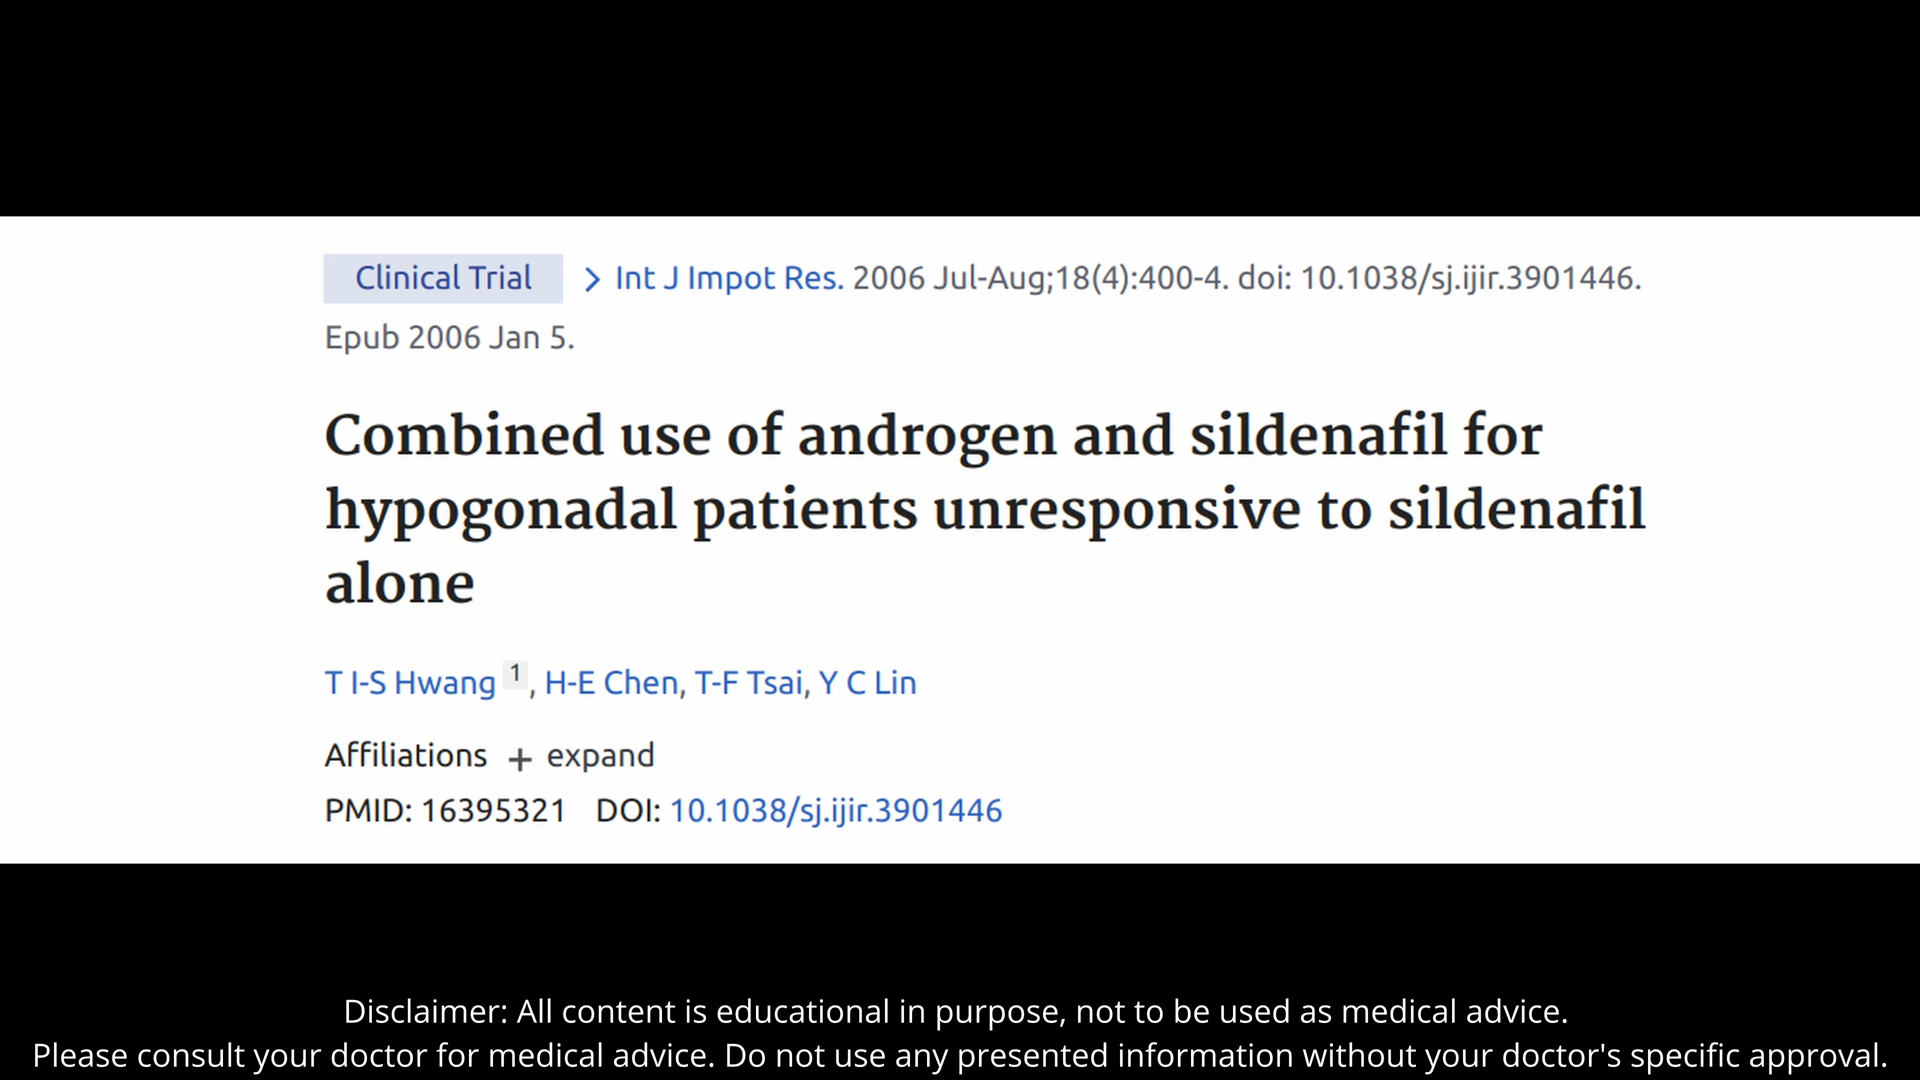 Clinical Trial > Int J Impot Res. 2006 Jul-Aug;18(4):400-4. doi: 10.1038/sj.ijir.3901446.
Epub 2006 Jan 5.
Combined use of androgen and sildenafil for
hypogonadal patients unresponsive to sildenafil
alone
T I-S Hwang 1, H-E Chen, T-F Tsai, Y C Lin
Affiliations + expand
PMID: 16395321 DOI: 10.1038/sj.ijir.3901446
Disclaimer: All content is educational in purpose, not to be used as medical advice.
Please consult your doctor for medical advice. Do not use any presented information without your doctor's specific approval.